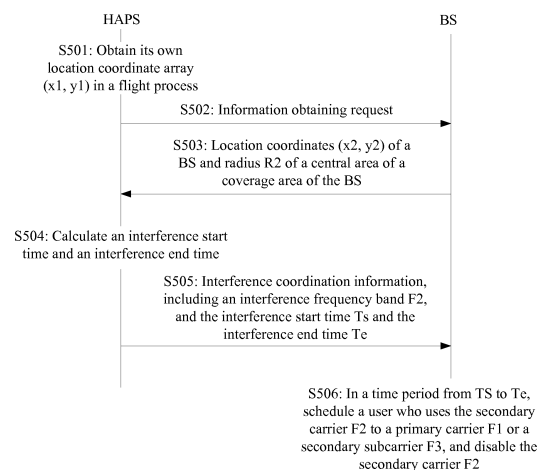 HAPS
BS
S501: Obtain its own
location coordinate array
(x1, y1) in a flight process
S502: Information obtaining request
S503: Location coordinates (x2, y2) of a
BS and radius R2 of a central area of a
coverage area of the BS
S504: Calculate an interference start
time and an interference end time
S505: Interference coordination information,
including an interference frequency band F2,
and the interference start time Ts and the
interference end time Te
S506: In a time period from TS to Te,
schedule a user who uses the secondary
carrier F2 to a primary carrier F1 or a
secondary subcarrier F3, and disable the
secondary carrier F2